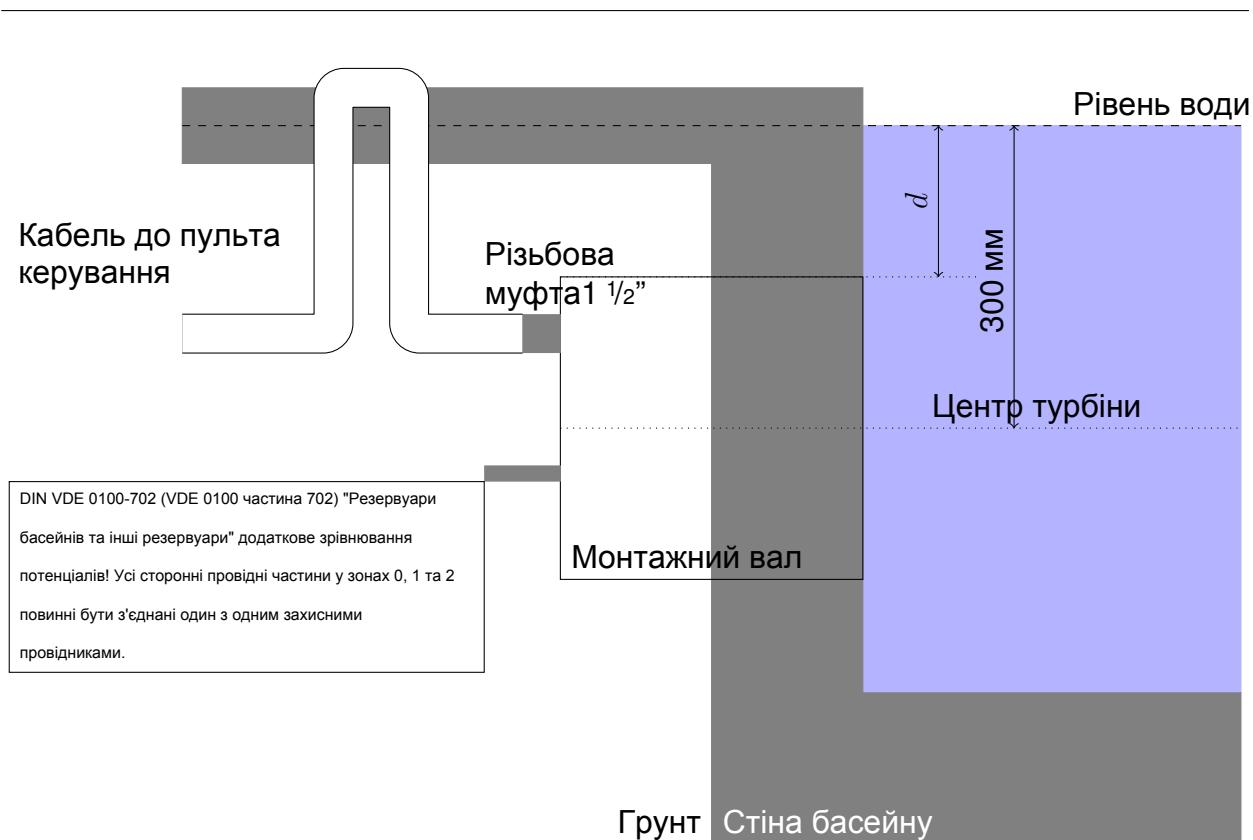 Рівень води
d
Кабель до пульта
керування
Різьбова
муфта1 1/2”
300 мм
Центр турбіни
DIN VDE 0100-702 (VDE 0100 частина 702) "Резервуари
басейнів та інші резервуари" додаткове зрівнювання
потенціалів! Усі сторонні провідні частини у зонах 0, 1 та 2
повинні бути з'єднані один з одним захисними
провідниками.
Монтажний вал
Грунт
Стіна басейну